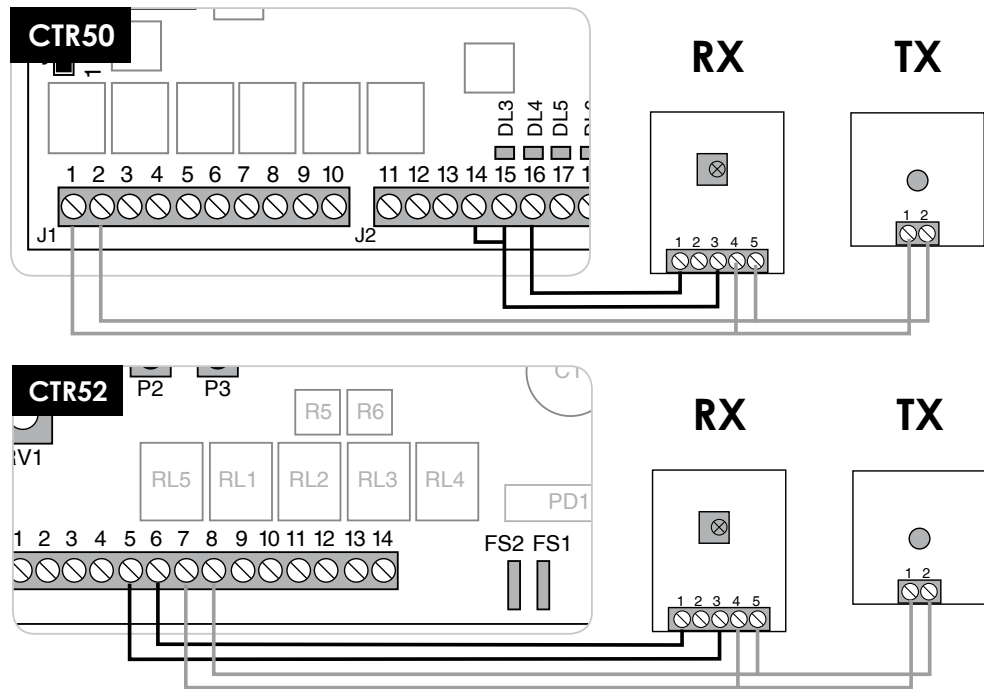 CTR50
1
RX
TX
DL3
DL4
DL5
1 2 3 4 5 6 7 8 9 10
11 12 13 14 15 16 17
J1
J2
1 2 3 4 5
1 2
CTR52
P2
P3
C1
R5
R6
RX
TX
RV1
RL5
RL1
RL2
RL3
RL4
PD1
1 2 3 4 5 6 7 8 9 10 11 12 13 14
FS2 FS1
1 2 3 4 5
1 2